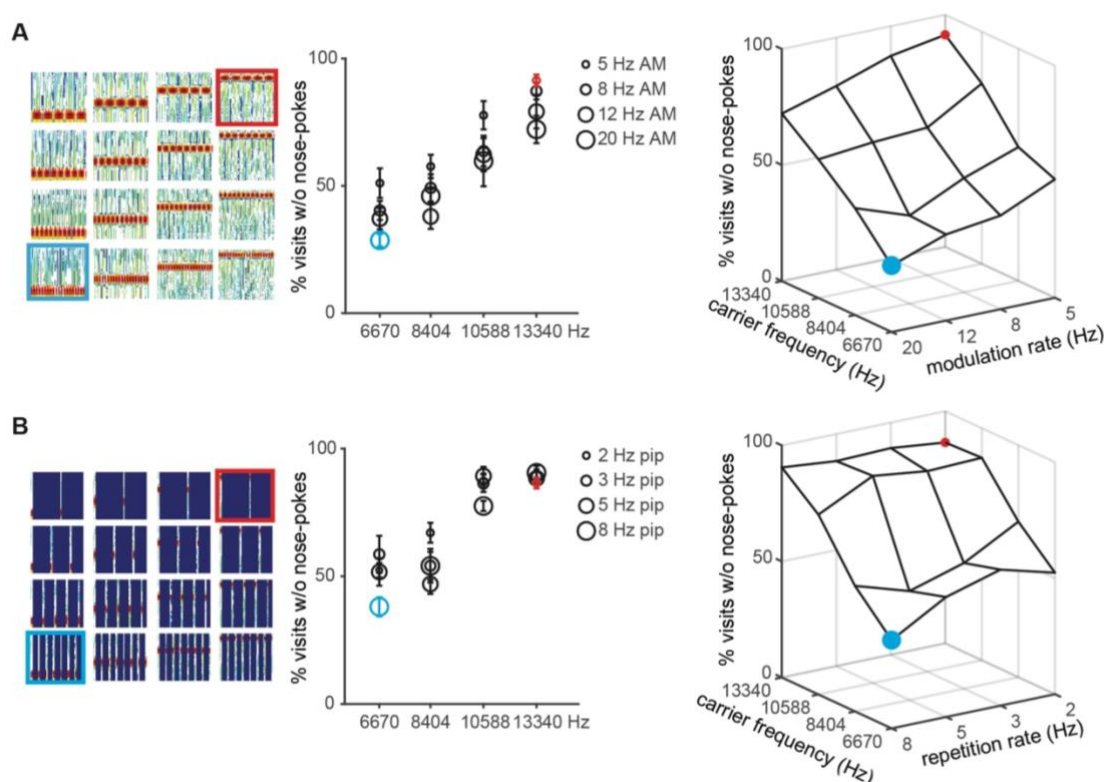 A
% visits w/o nose-pokes
100
50
0
6670 8404 10588 13340 Hz
5 Hz AM
8 Hz AM
12 Hz AM
20 Hz AM
% visits w/o nose-pokes
100
50
0
13340
10588
8404
6670
carrier frequency (Hz)
20
12
8
5
modulation rate (Hz)
B
% visits w/o nose-pokes
100
50
0
6670 8404 10588 13340 Hz
2 Hz pip
3 Hz pip
5 Hz pip
8 Hz pip
% visits w/o nose-pokes
100
50
0
13340
10588
8404
6670
carrier frequency (Hz)
8
5
3
2
repetition rate (Hz)